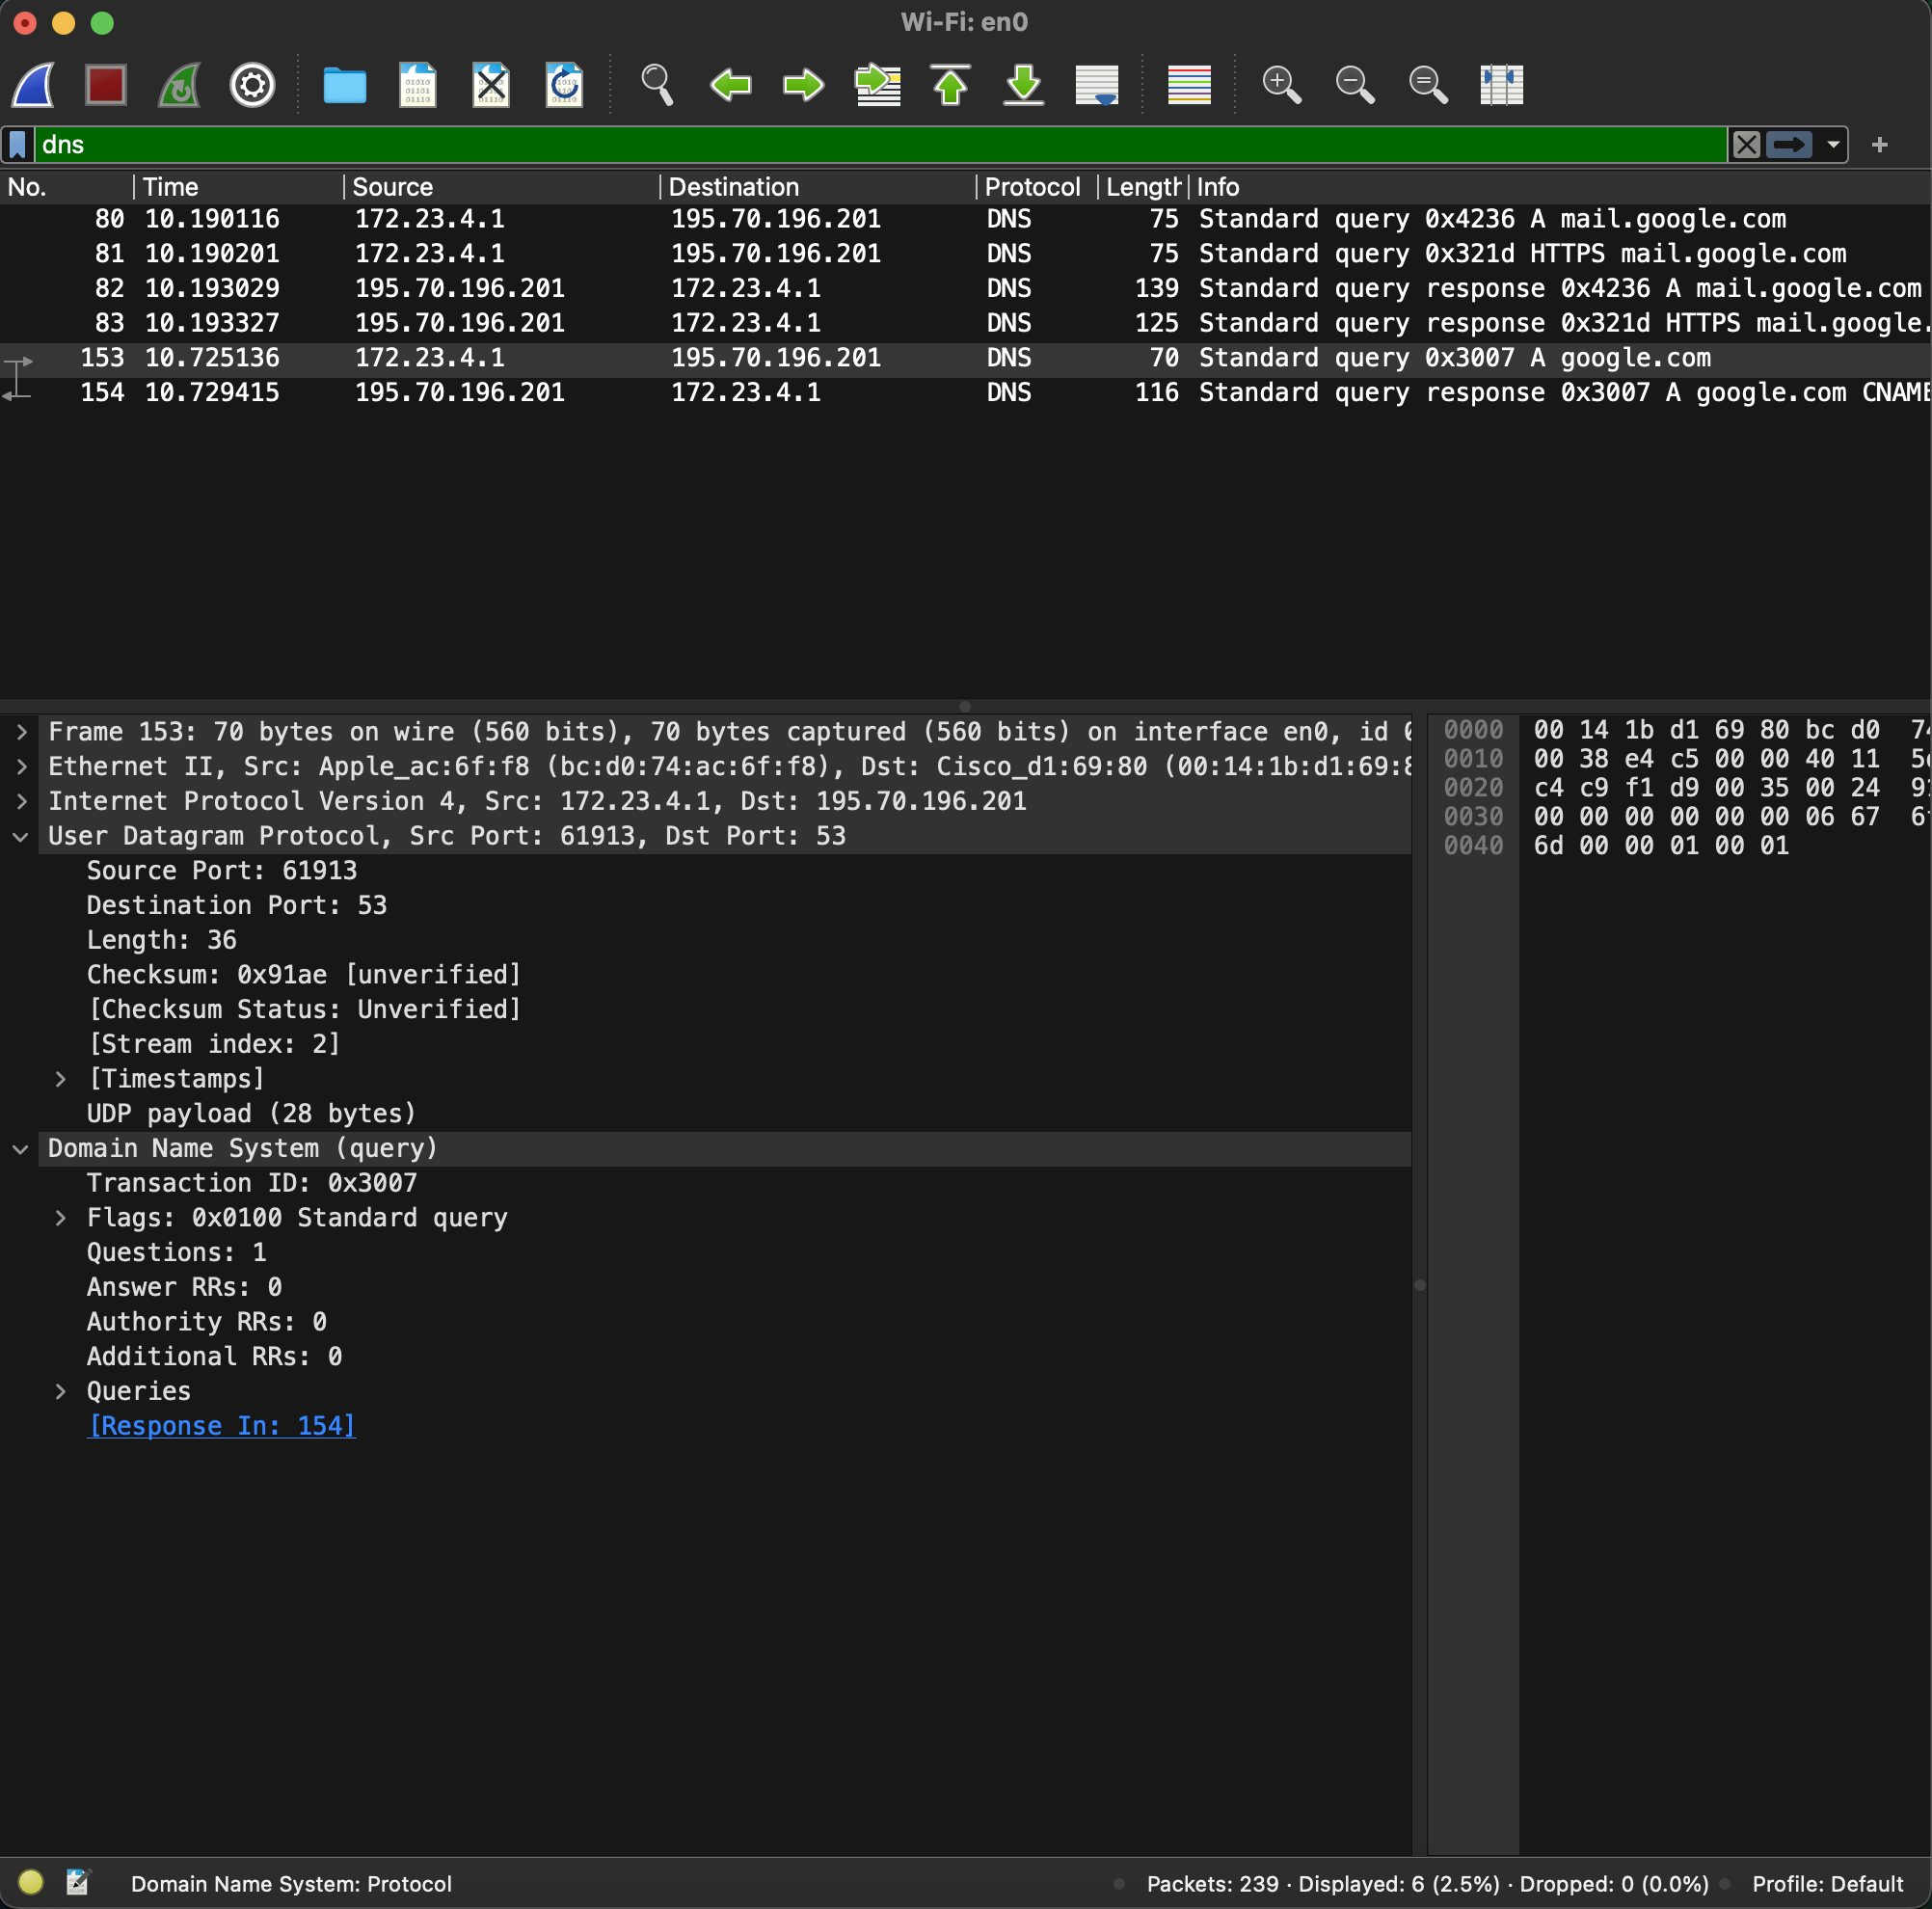 Wi-Fi: en0
dns
No. Time Source Destination Protocol Length Info
80 10.190116 172.23.4.1 195.70.196.201 DNS 75 Standard query 0x4236 A mail.google.com
81 10.190201 172.23.4.1 195.70.196.201 DNS 75 Standard query 0x321d HTTPS mail.google.com
82 10.193029 195.70.196.201 172.23.4.1 DNS 139 Standard query response 0x4236 A mail.google.com
83 10.193327 195.70.196.201 172.23.4.1 DNS 125 Standard query response 0x321d HTTPS mail.google.
153 10.725136 172.23.4.1 195.70.196.201 DNS 70 Standard query 0x3007 A google.com
154 10.729415 195.70.196.201 172.23.4.1 DNS 116 Standard query response 0x3007 A google.com CNAME
Frame 153: 70 bytes on wire (560 bits), 70 bytes captured (560 bits) on interface en0, id
Ethernet II, Src: Apple_ac:6f:f8 (bc:d0:74:ac:6f:f8), Dst: Cisco_d1:69:80 (00:14:1b:d1:69:8
Internet Protocol Version 4, Src: 172.23.4.1, Dst: 195.70.196.201
User Datagram Protocol, Src Port: 61913, Dst Port: 53
Source Port: 61913
Destination Port: 53
Length: 36
Checksum: 0x91ae [unverified]
[Checksum Status: Unverified]
[Stream index: 2]
[Timestamps]
UDP payload (28 bytes)
Domain Name System (query)
Transaction ID: 0x3007
Flags: 0x0100 Standard query
Questions: 1
Answer RRs: 0
Authority RRs: 0
Additional RRs: 0
Queries
[Response In: 154]
0000 00 14 1b d1 69 80 bc d0 74
0010 00 38 e4 c5 00 00 40 11
0020 c4 c9 f1 d9 00 35 00 24
0030 00 00 00 00 00 00 06 67
0040 6d 00 00 01 00 01
Domain Name System: Protocol
Packets: 239 · Displayed: 6 (2.5%) · Dropped: 0 (0.0%)
Profile: Default